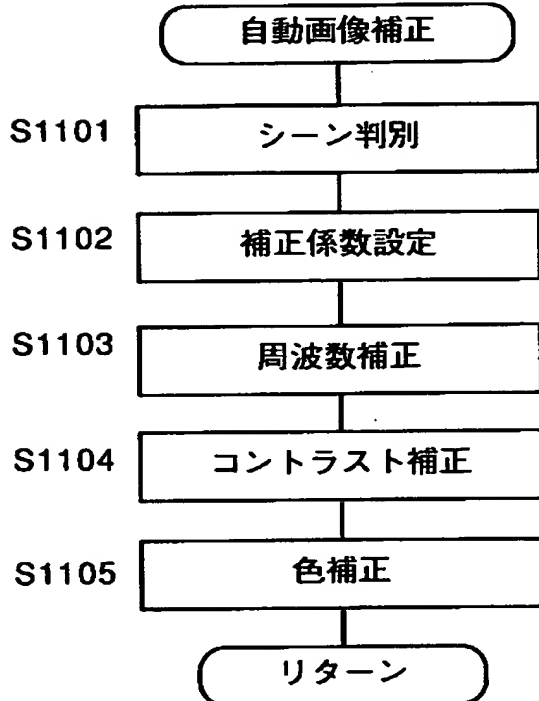 自動画像補正
S1101 シーン判別
S1102 補正係数設定
S1103 周波数補正
S1104 コントラスト補正
S1105 色補正
リターン